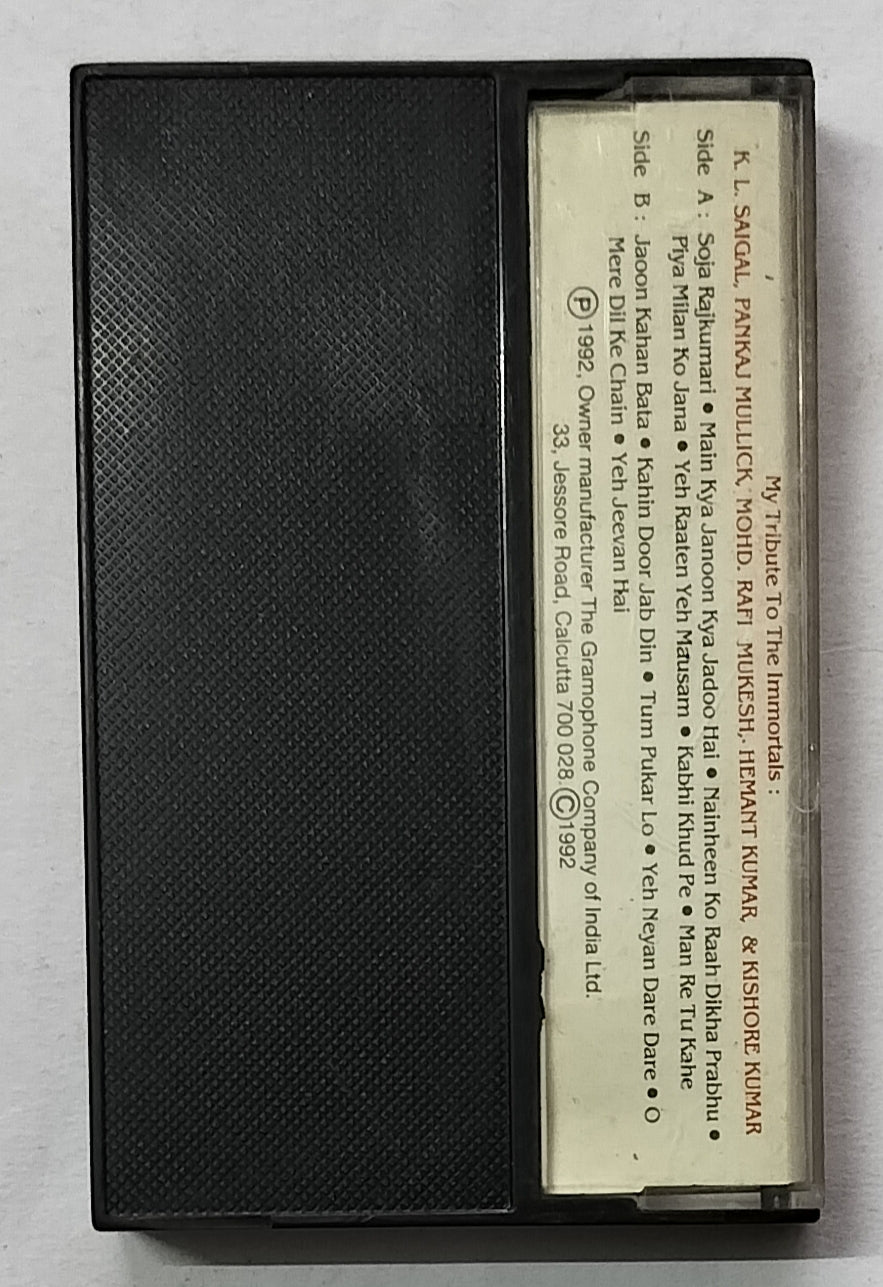 My Tribute To The Immortals :
K. L. SAIGAL, PANKAJ MULLICK, MOHD. RAFI MUKESH, HEMANT KUMAR, & KISHORE KUMAR
Side A : Soja Rajkumari • Main Kya Janoon Kya Jadoo Hai • Nainheen Ko Raah Dikha Prabhu •
Piya Milan Ko Jana • Yeh Raaten Yeh Mausam • Kabhi Khud Pe • Man Re Tu Kahe
Side B : Jaoon Kahan Bata • Kahin Door Jab Din • Tum Pukar Lo • Yeh Neyan Dare Dare • O
Mere Dil Ke Chain • Yeh Jeevan Hai
Ⓟ 1992, Owner manufacturer The Gramophone Company of India Ltd.
33, Jessore Road, Calcutta 700 028. Ⓒ 1992